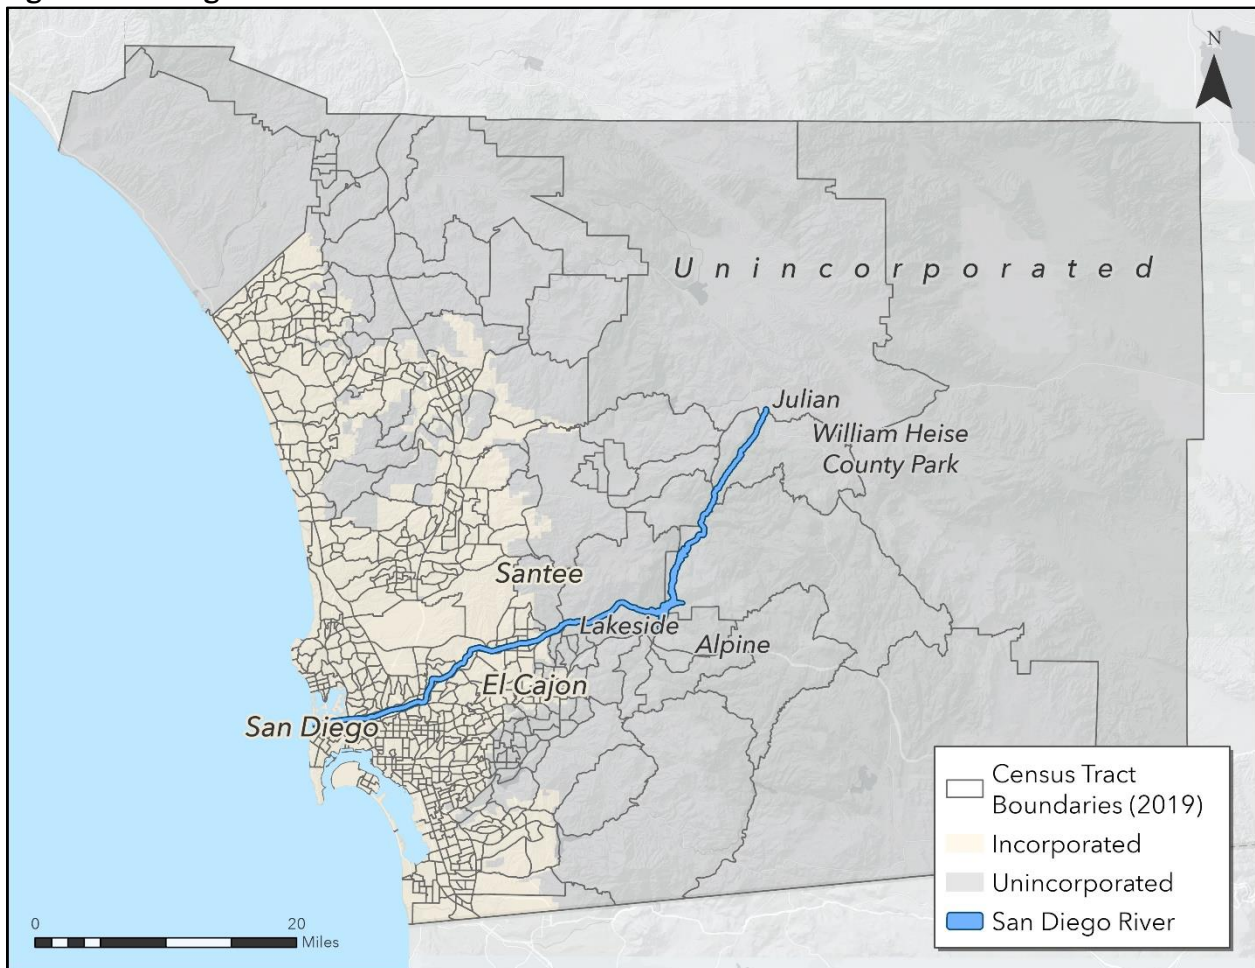 N
Unincorporated
Julian
William Heise
County Park
Santee
Lakeside
Alpine
El Cajon
San Diego
Census Tract
Boundaries (2019)
Incorporated
Unincorporated
San Diego River
0 20
Miles